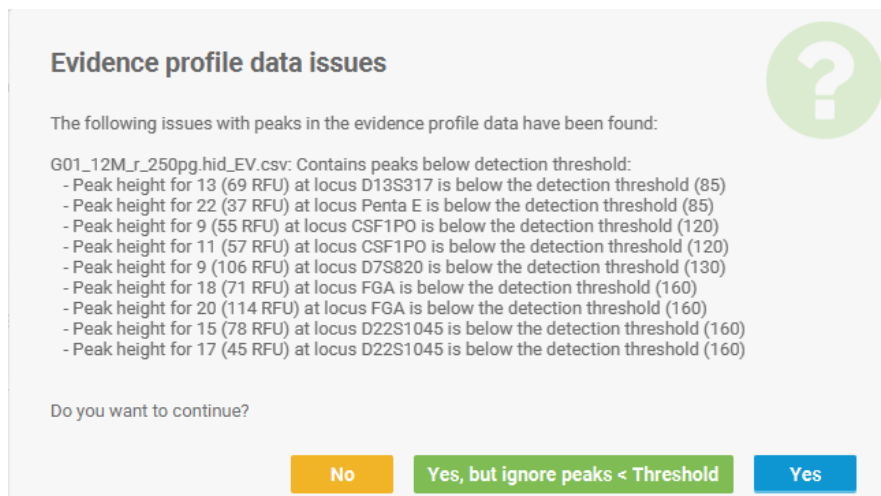 Evidence profile data issues
?
The following issues with peaks in the evidence profile data have been found:
G01_12M_r_250pg.hid_EV.csv: Contains peaks below detection threshold:
- Peak height for 13 (69 RFU) at locus D13S317 is below the detection threshold (85)
- Peak height for 22 (37 RFU) at locus Penta E is below the detection threshold (85)
- Peak height for 9 (55 RFU) at locus CSF1PO is below the detection threshold (120)
- Peak height for 11 (57 RFU) at locus CSF1PO is below the detection threshold (120)
- Peak height for 9 (106 RFU) at locus D7S820 is below the detection threshold (130)
- Peak height for 18 (71 RFU) at locus FGA is below the detection threshold (160)
- Peak height for 20 (114 RFU) at locus FGA is below the detection threshold (160)
- Peak height for 15 (78 RFU) at locus D22S1045 is below the detection threshold (160)
- Peak height for 17 (45 RFU) at locus D22S1045 is below the detection threshold (160)
Do you want to continue?
No Yes, but ignore peaks < Threshold Yes